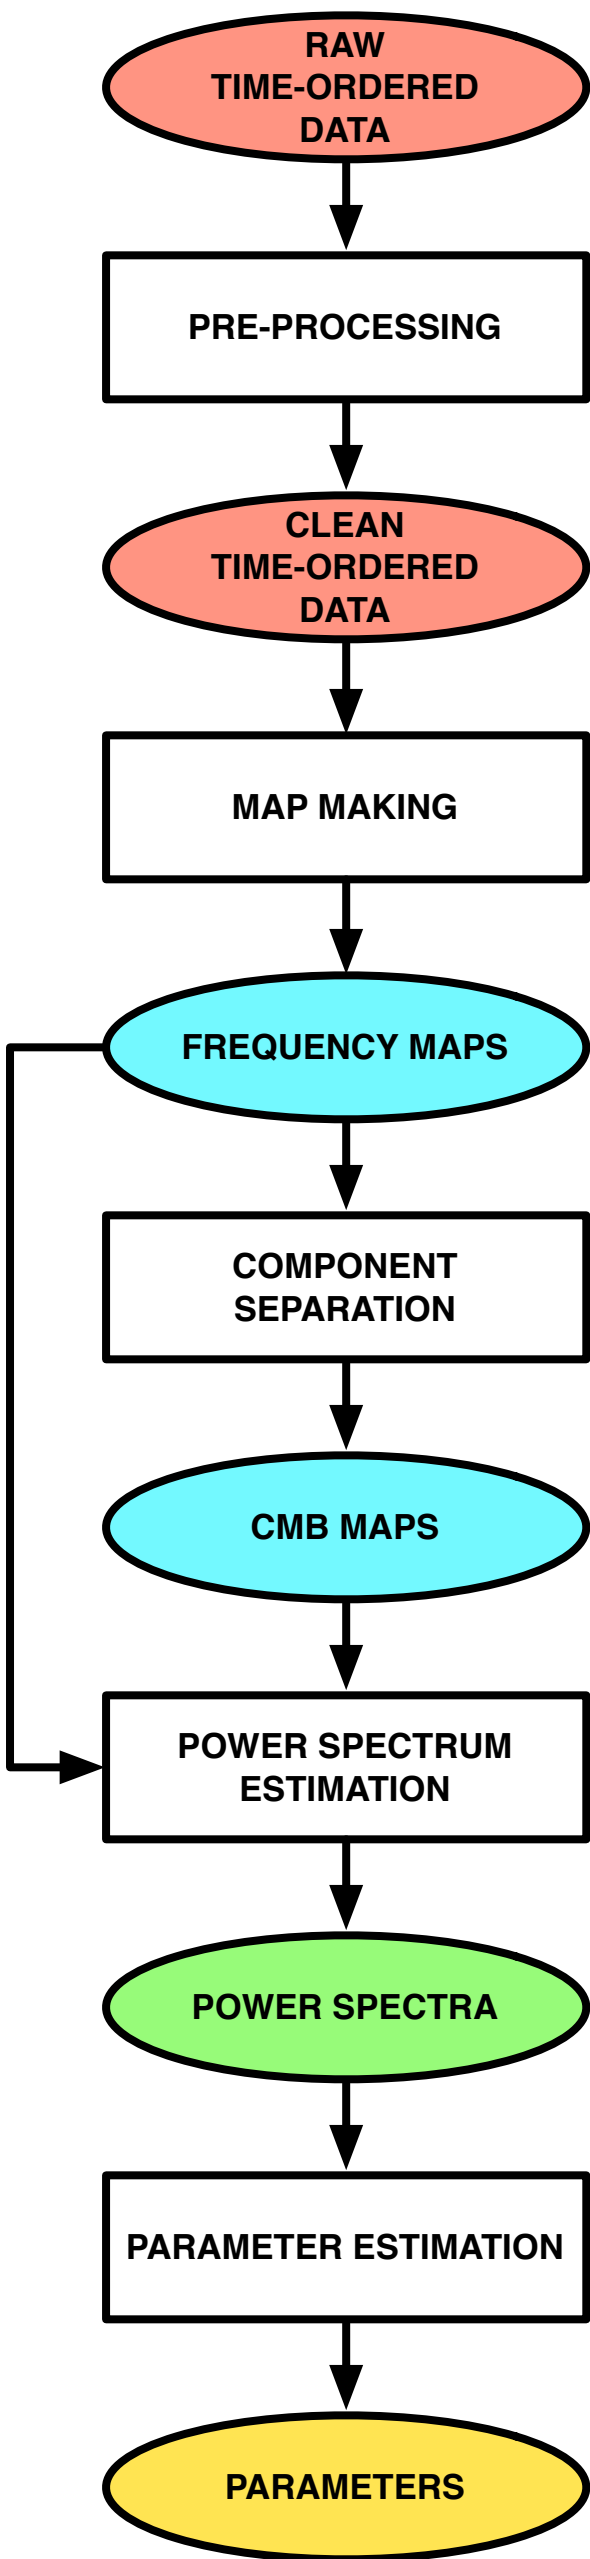 RAW
TIME-ORDERED
DATA
PRE-PROCESSING
CLEAN
TIME-ORDERED
DATA
MAP MAKING
FREQUENCY MAPS
COMPONENT
SEPARATION
CMB MAPS
POWER SPECTRUM
ESTIMATION
POWER SPECTRA
PARAMETER ESTIMATION
PARAMETERS